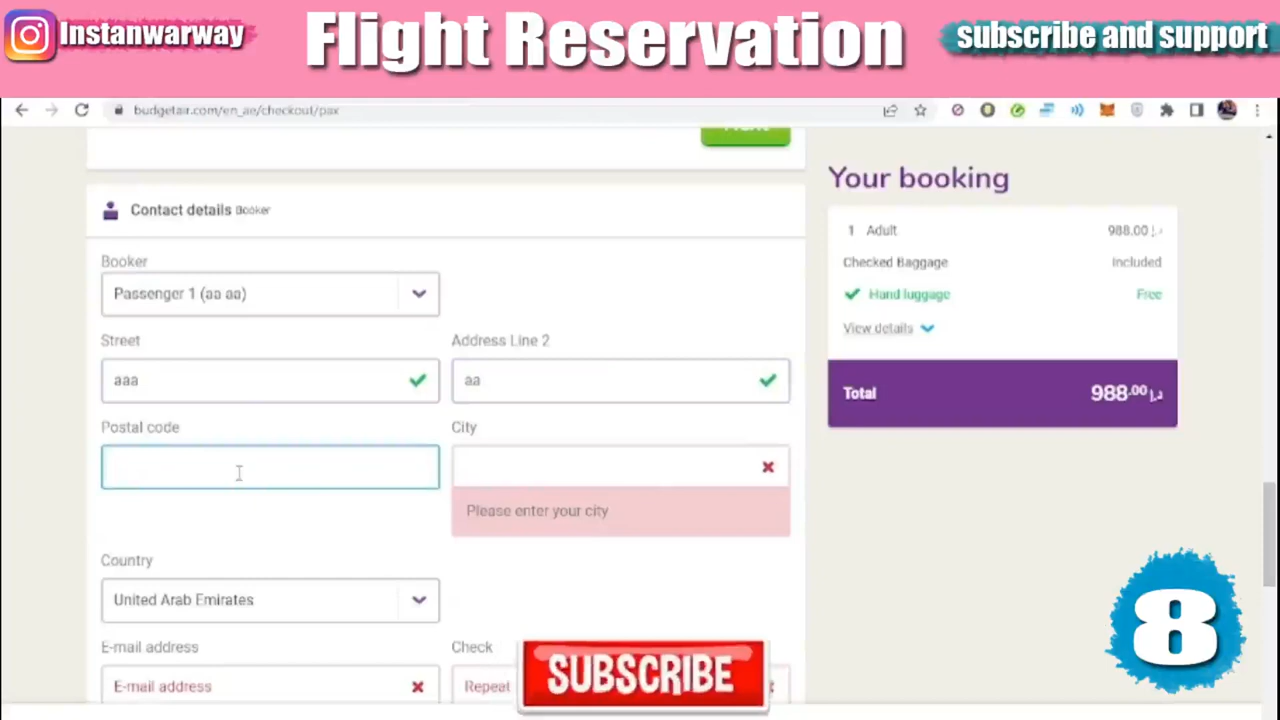 Instanwarway
Flight Reservation
subscribe and support
budgetair.com/en_ae/checkout/pax
Contact details Booker
Booker
Passenger 1 (aa aa)
Street
Address Line 2
aaa
aa
Postal code
City
Please enter your city
Country
United Arab Emirates
E-mail address
Check
E-mail address
Repeat
SUBSCRIBE
Your booking
1 Adult 988.00 د.إ
Checked Baggage Included
Hand luggage Free
View details
Total 988.00 د.إ
8